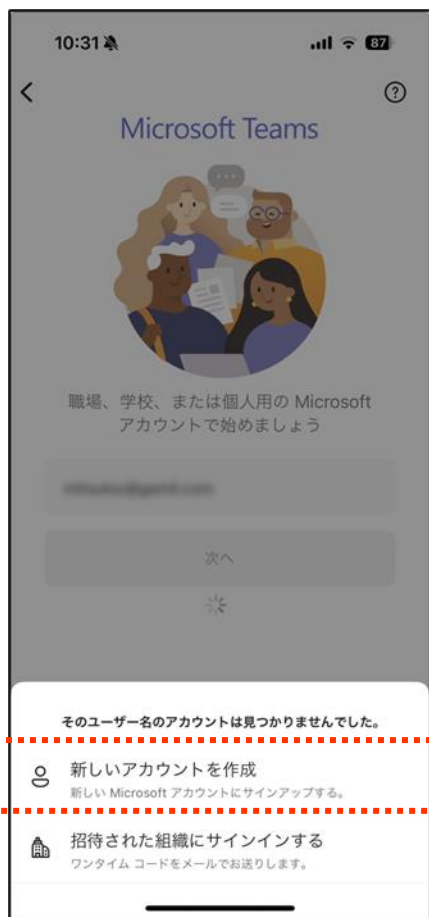 10:31
87
Microsoft Teams
職場、学校、または個人用の Microsoft
アカウントで始めましょう
次へ
そのユーザー名のアカウントは見つかりませんでした。
新しいアカウントを作成
新しい Microsoft アカウントにサインアップする。
招待された組織にサインインする
ワンタイム コードをメールでお送りします。